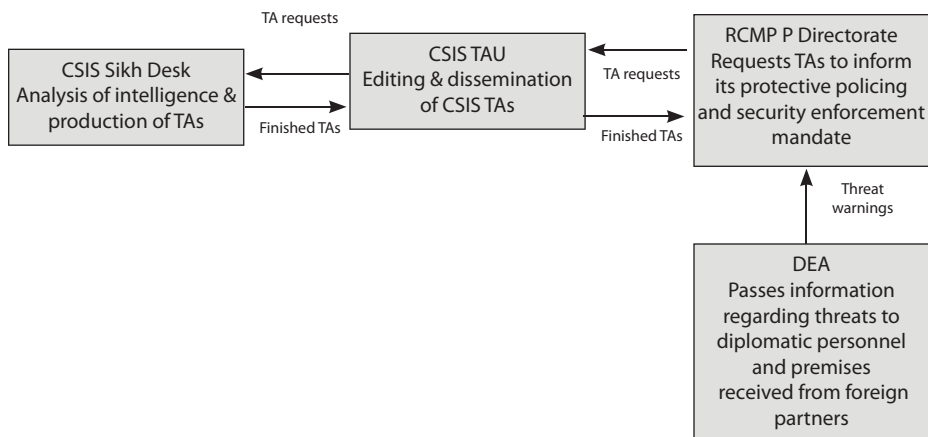 TA requests
CSIS Sikh Desk
Analysis of intelligence &
production of TAs
Finished TAs
CSIS TAU
Editing & dissemination
of CSIS TAs
TA requests
Finished TAs
RCMP P Directorate
Requests TAs to inform
its protective policing
and security enforcement
mandate
Threat
warnings
DEA
Passes information
regarding threats to
diplomatic personnel
and premises
received from foreign
partners